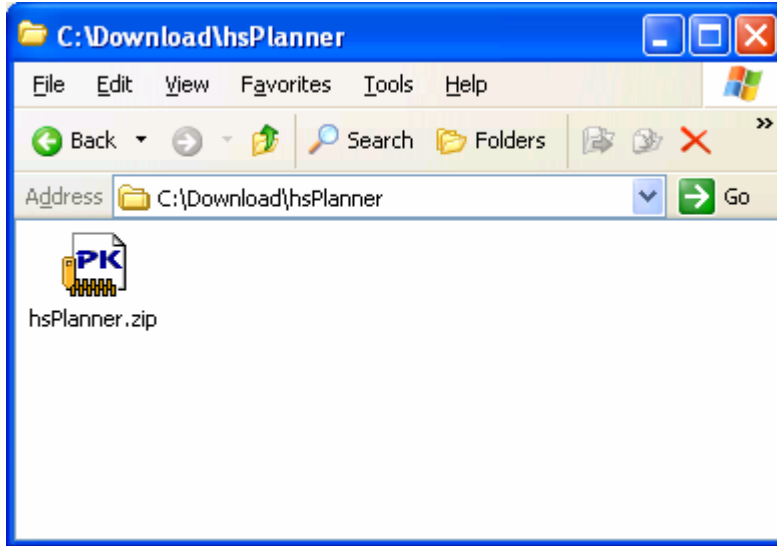 C:\Download\hsPlanner
File Edit View Favorites Tools Help
Back Search Folders »
Address C:\Download\hsPlanner Go
PK
hsPlanner.zip